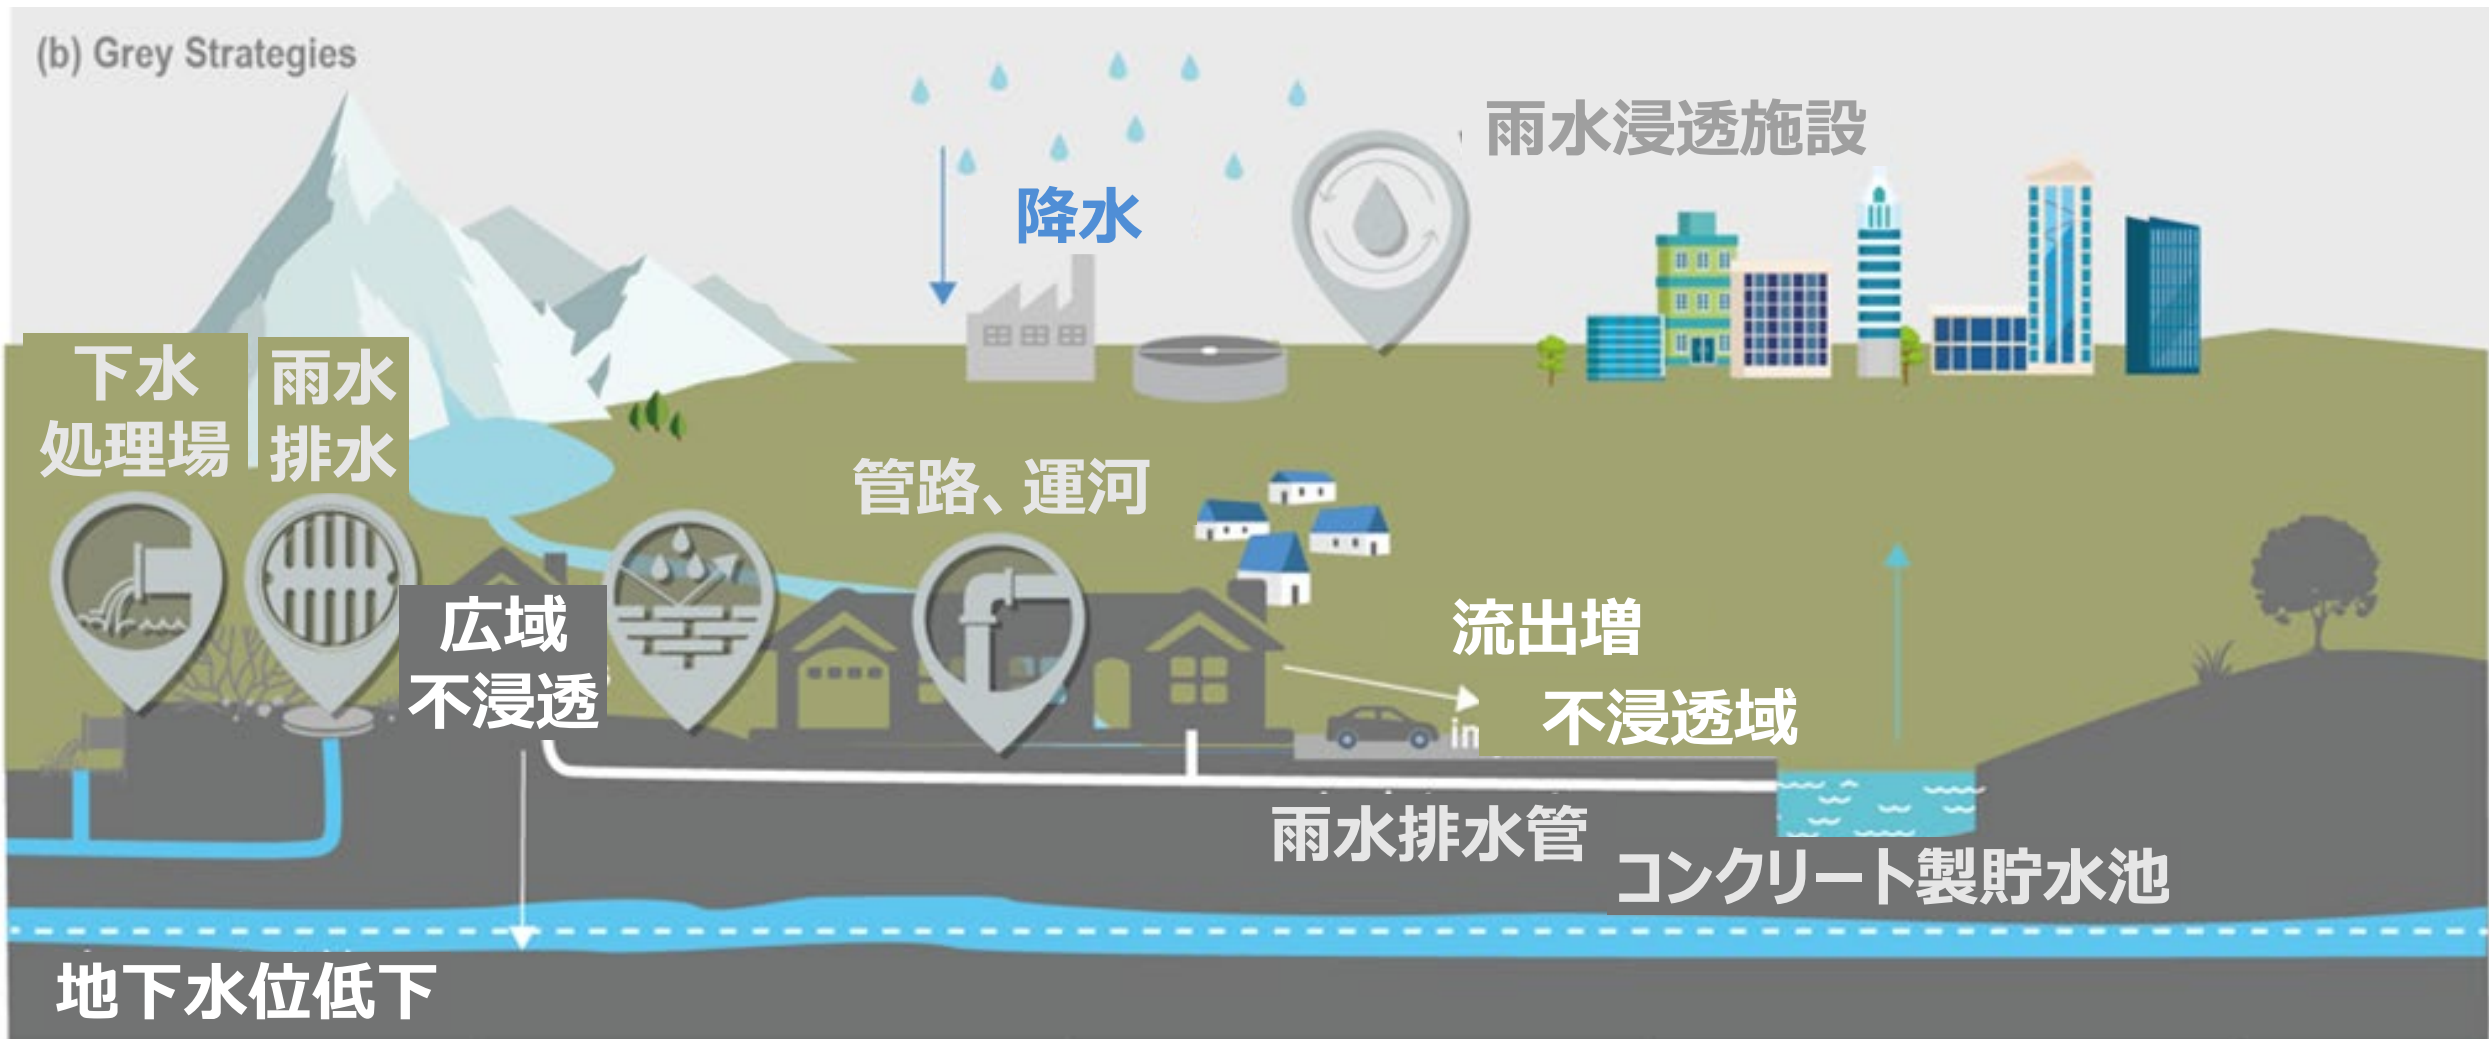 (b) Grey Strategies
雨水浸透施設
降水
下水
処理場
雨水
排水
管路、運河
広域
不浸透
流出増
不浸透域
in
雨水排水管
コンクリート製貯水池
地下水位低下